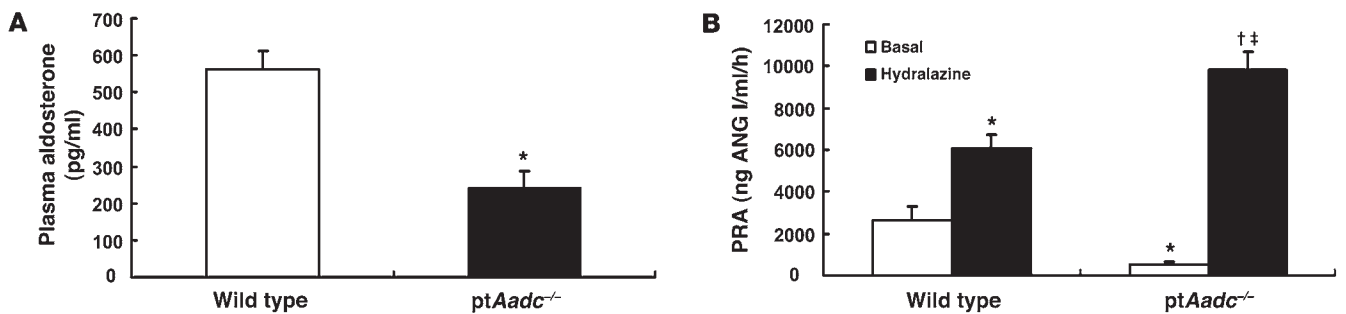 A
Plasma aldosterone
(pg/ml)
700
600
500
400
300
200
100
0
*
Wild type
ptAadc–/–
B
PRA (ng ANG I/ml/h)
12000
10000
8000
6000
4000
2000
0
Basal
Hydralazine
*
*
†‡
Wild type
ptAadc–/–